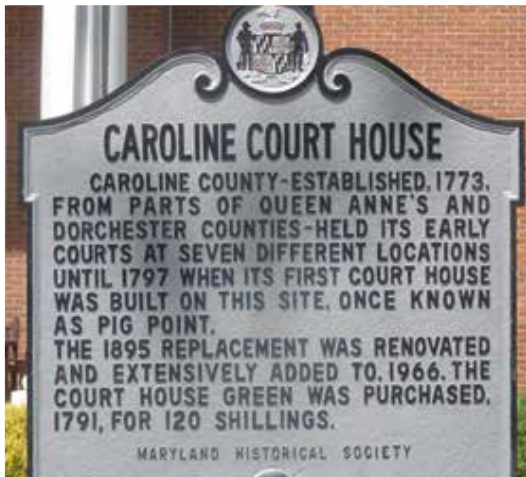 CAROLINE COURT HOUSE
CAROLINE COUNTY-ESTABLISHED, 1773,
FROM PARTS OF QUEEN ANNE'S AND
DORCHESTER COUNTIES-HELD ITS EARLY
COURTS AT SEVEN DIFFERENT LOCATIONS
UNTIL 1797 WHEN ITS FIRST COURT HOUSE
WAS BUILT ON THIS SITE, ONCE KNOWN
AS PIG POINT.
THE 1895 REPLACEMENT WAS RENOVATED
AND EXTENSIVELY ADDED TO, 1966. THE
COURT HOUSE GREEN WAS PURCHASED,
1791, FOR 120 SHILLINGS.
MARYLAND HISTORICAL SOCIETY